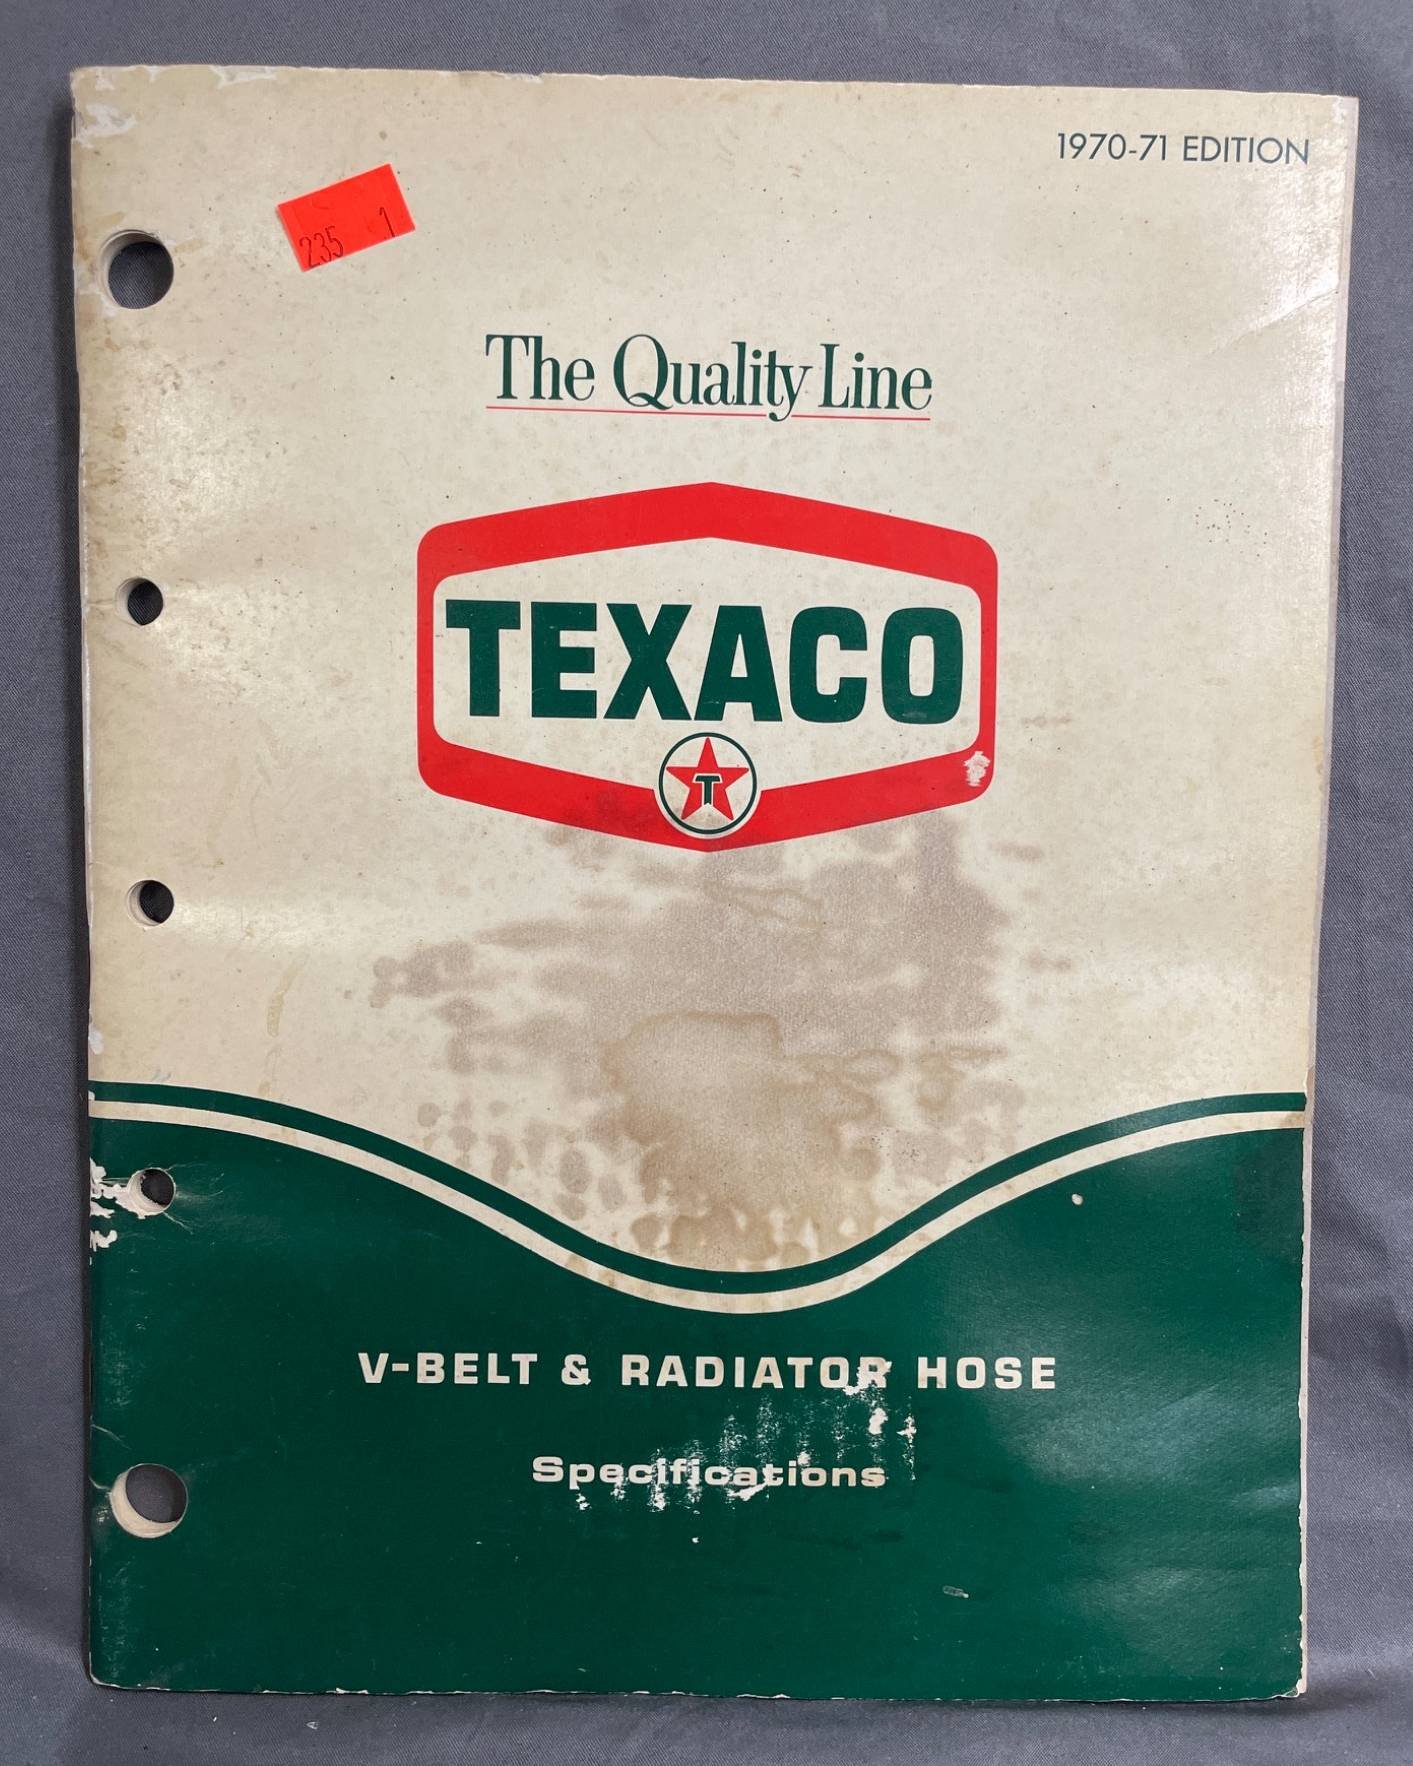 1970-71 EDITION
235 1
The Quality Line
TEXACO
T
V-BELT & RADIATOR HOSE
Specifications